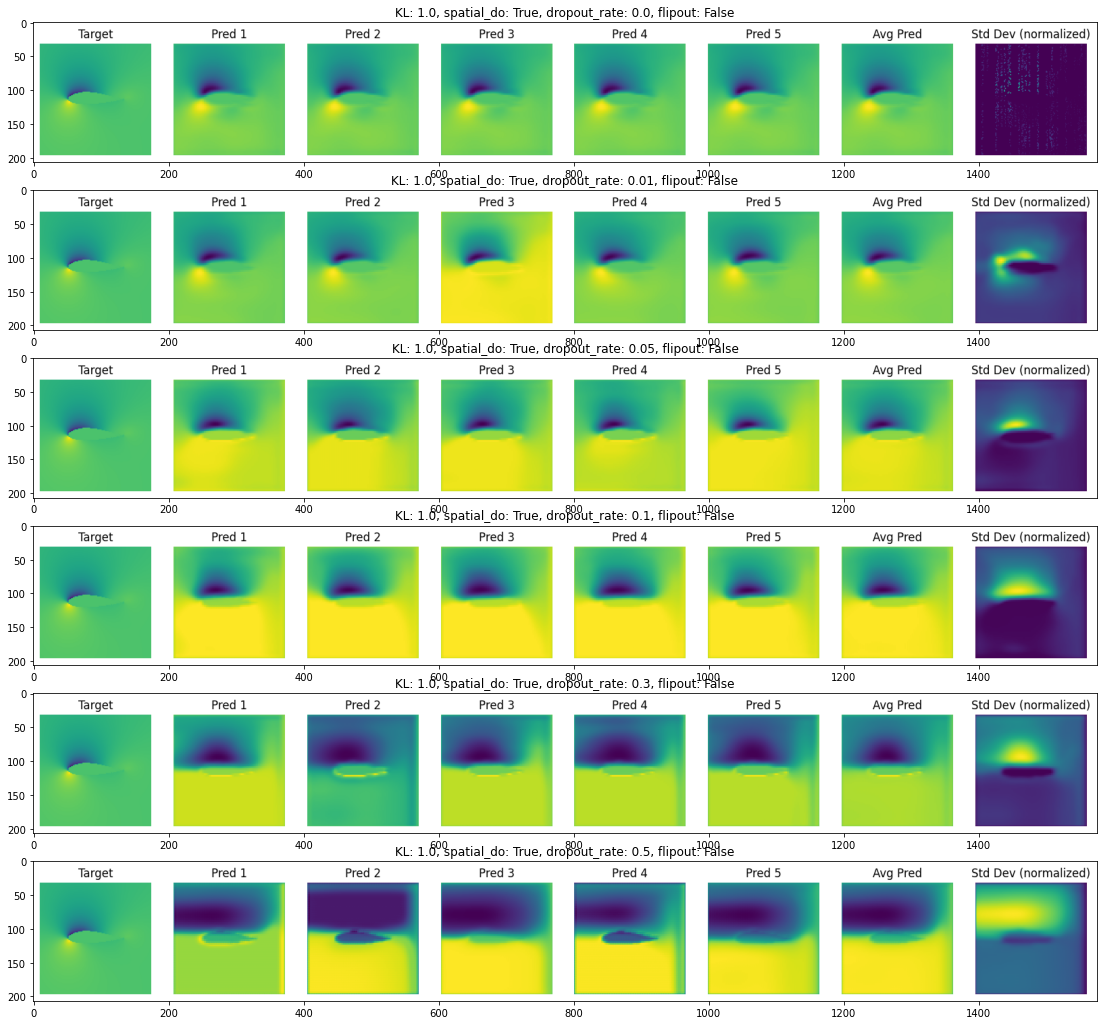 KL: 1.0, spatial_do: True, dropout_rate: 0.0, flipout: False
Target Pred 1 Pred 2 Pred 3 Pred 4 Pred 5 Avg Pred Std Dev (normalized)
0
50
100
150
200
0 200 400 600 800 1000 1200 1400
KL: 1.0, spatial_do: True, dropout_rate: 0.01, flipout: False
Target Pred 1 Pred 2 Pred 3 Pred 4 Pred 5 Avg Pred Std Dev (normalized)
0
50
100
150
200
0 200 400 600 800 1000 1200 1400
KL: 1.0, spatial_do: True, dropout_rate: 0.05, flipout: False
Target Pred 1 Pred 2 Pred 3 Pred 4 Pred 5 Avg Pred Std Dev (normalized)
0
50
100
150
200
0 200 400 600 800 1000 1200 1400
KL: 1.0, spatial_do: True, dropout_rate: 0.1, flipout: False
Target Pred 1 Pred 2 Pred 3 Pred 4 Pred 5 Avg Pred Std Dev (normalized)
0
50
100
150
200
0 200 400 600 800 1000 1200 1400
KL: 1.0, spatial_do: True, dropout_rate: 0.3, flipout: False
Target Pred 1 Pred 2 Pred 3 Pred 4 Pred 5 Avg Pred Std Dev (normalized)
0
50
100
150
200
0 200 400 600 800 1000 1200 1400
KL: 1.0, spatial_do: True, dropout_rate: 0.5, flipout: False
Target Pred 1 Pred 2 Pred 3 Pred 4 Pred 5 Avg Pred Std Dev (normalized)
0
50
100
150
200
0 200 400 600 800 1000 1200 1400